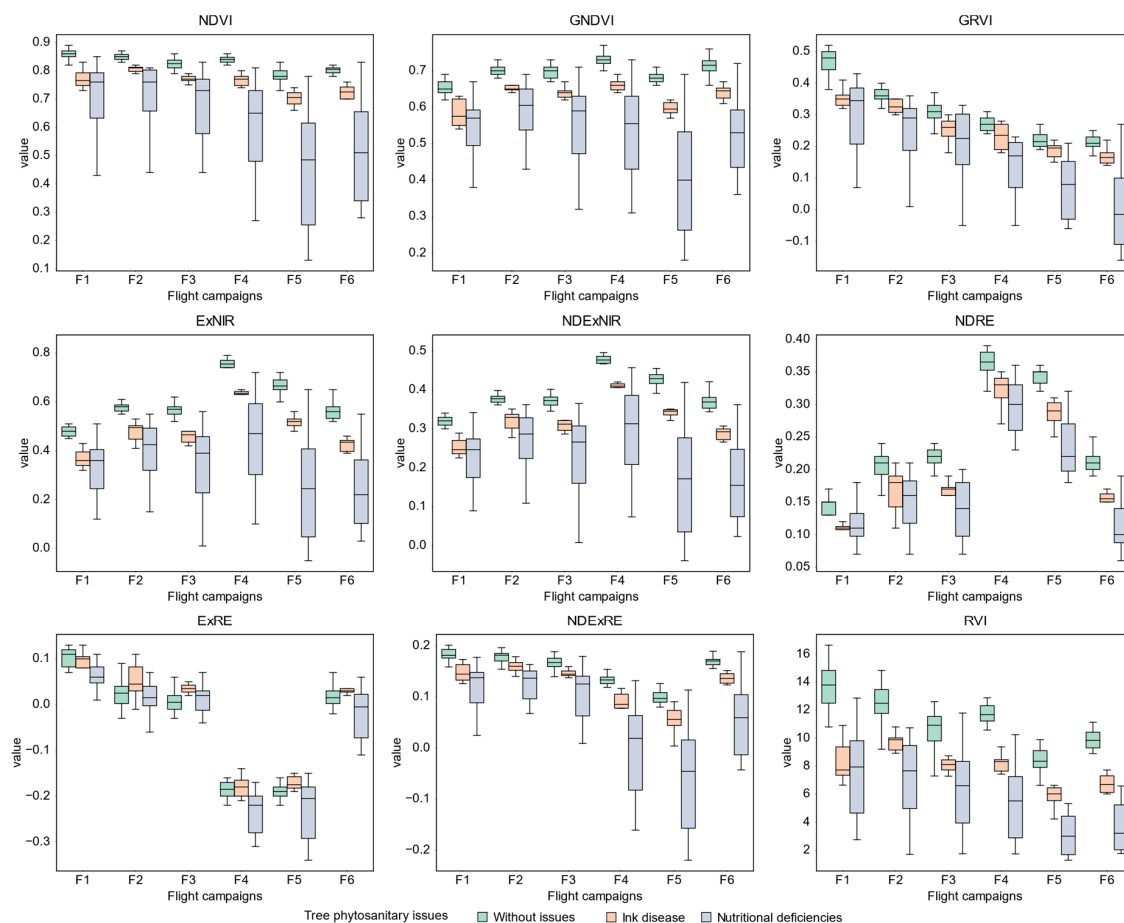 NDVI
GNDVI
GRVI
0.9
0.8
0.7
0.6
0.5
0.4
0.3
0.2
0.1
value
F1 F2 F3 F4 F5 F6
Flight campaigns
0.8
0.7
0.6
0.5
0.4
0.3
0.2
value
F1 F2 F3 F4 F5 F6
Flight campaigns
0.5
0.4
0.3
0.2
0.1
0.0
−0.1
value
F1 F2 F3 F4 F5 F6
Flight campaigns
ExNIR
NDExNIR
NDRE
0.8
0.6
0.4
0.2
0.0
value
F1 F2 F3 F4 F5 F6
Flight campaigns
0.5
0.4
0.3
0.2
0.1
0.0
value
F1 F2 F3 F4 F5 F6
Flight campaigns
0.40
0.35
0.30
0.25
0.20
0.15
0.10
0.05
value
F1 F2 F3 F4 F5 F6
Flight campaigns
ExRE
NDExRE
RVI
0.1
0.0
−0.1
−0.2
−0.3
value
F1 F2 F3 F4 F5 F6
Flight campaigns
0.2
0.1
0.0
−0.1
−0.2
value
F1 F2 F3 F4 F5 F6
Flight campaigns
16
14
12
10
8
6
4
2
value
F1 F2 F3 F4 F5 F6
Flight campaigns
Tree phytosanitary issues Without issues Ink disease Nutritional deficiencies